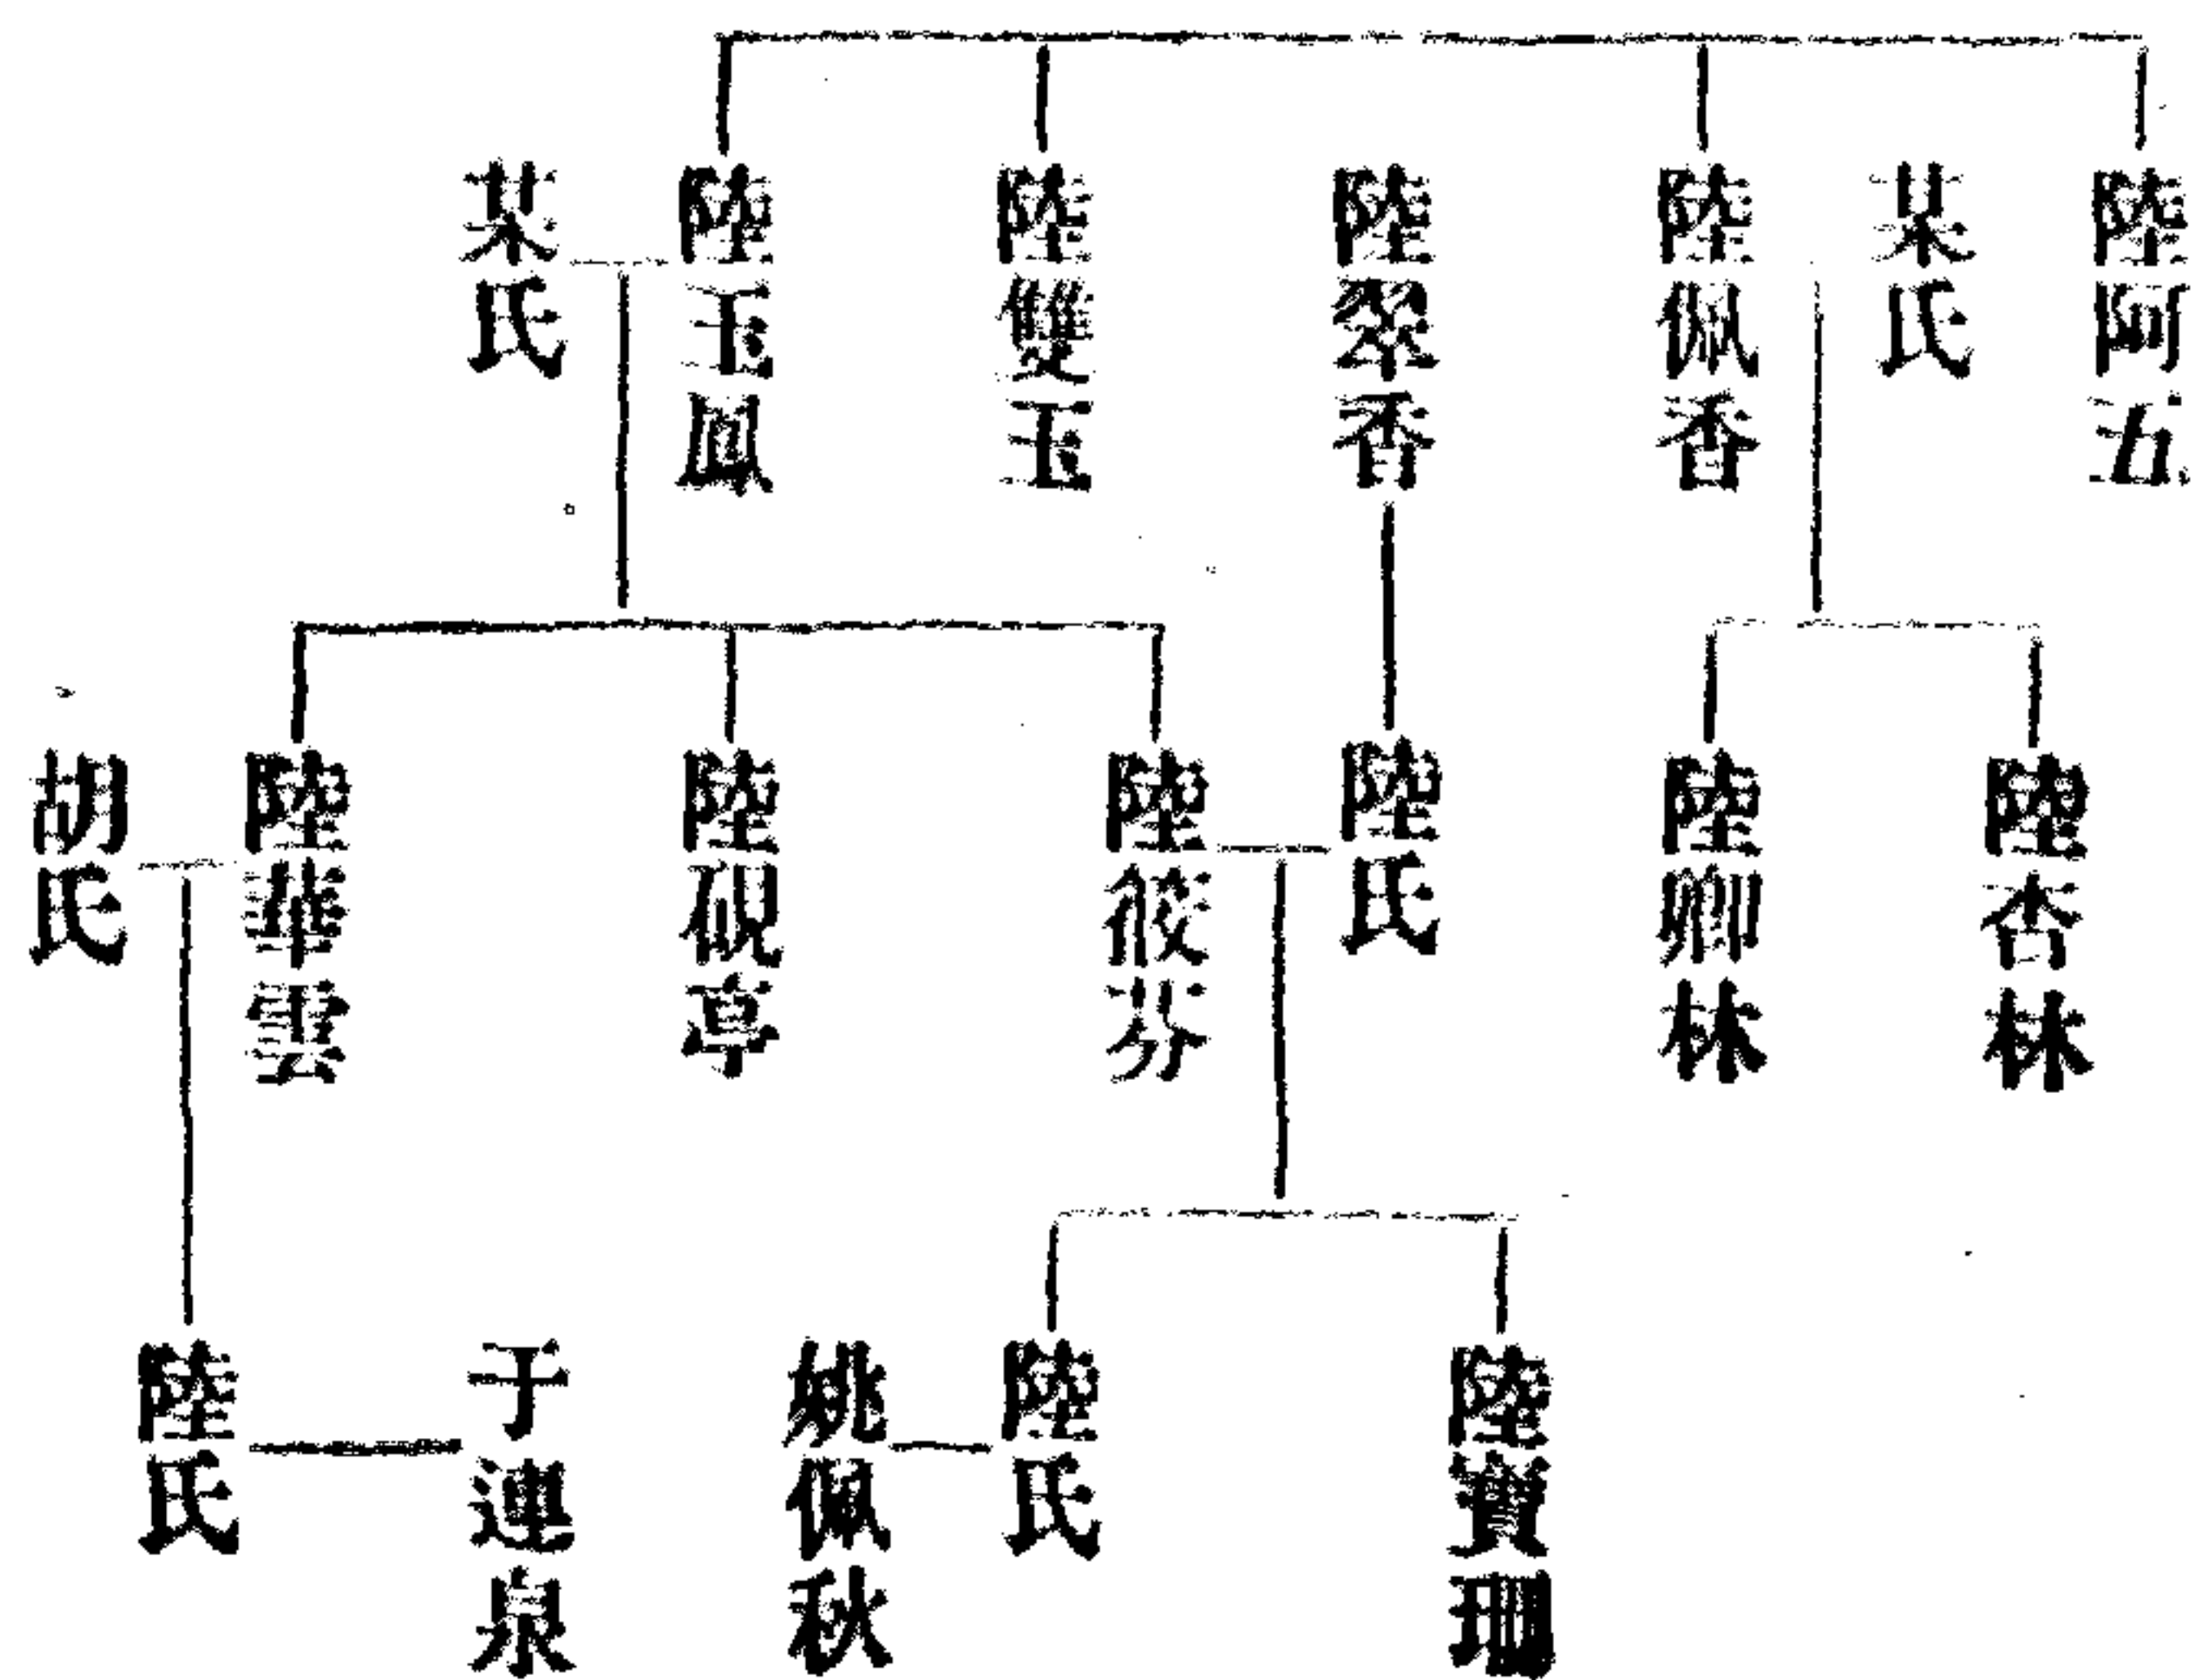 陸阿五
某氏
陸佩香
陸翠香
陸雙玉
陸玉鳳
某氏
陸杏林
陸卿林
陸氏
陸筱芬
陸硯亭
陸華雲
胡氏
陸寶珊
陸氏
姚佩秋
于連泉
陸氏